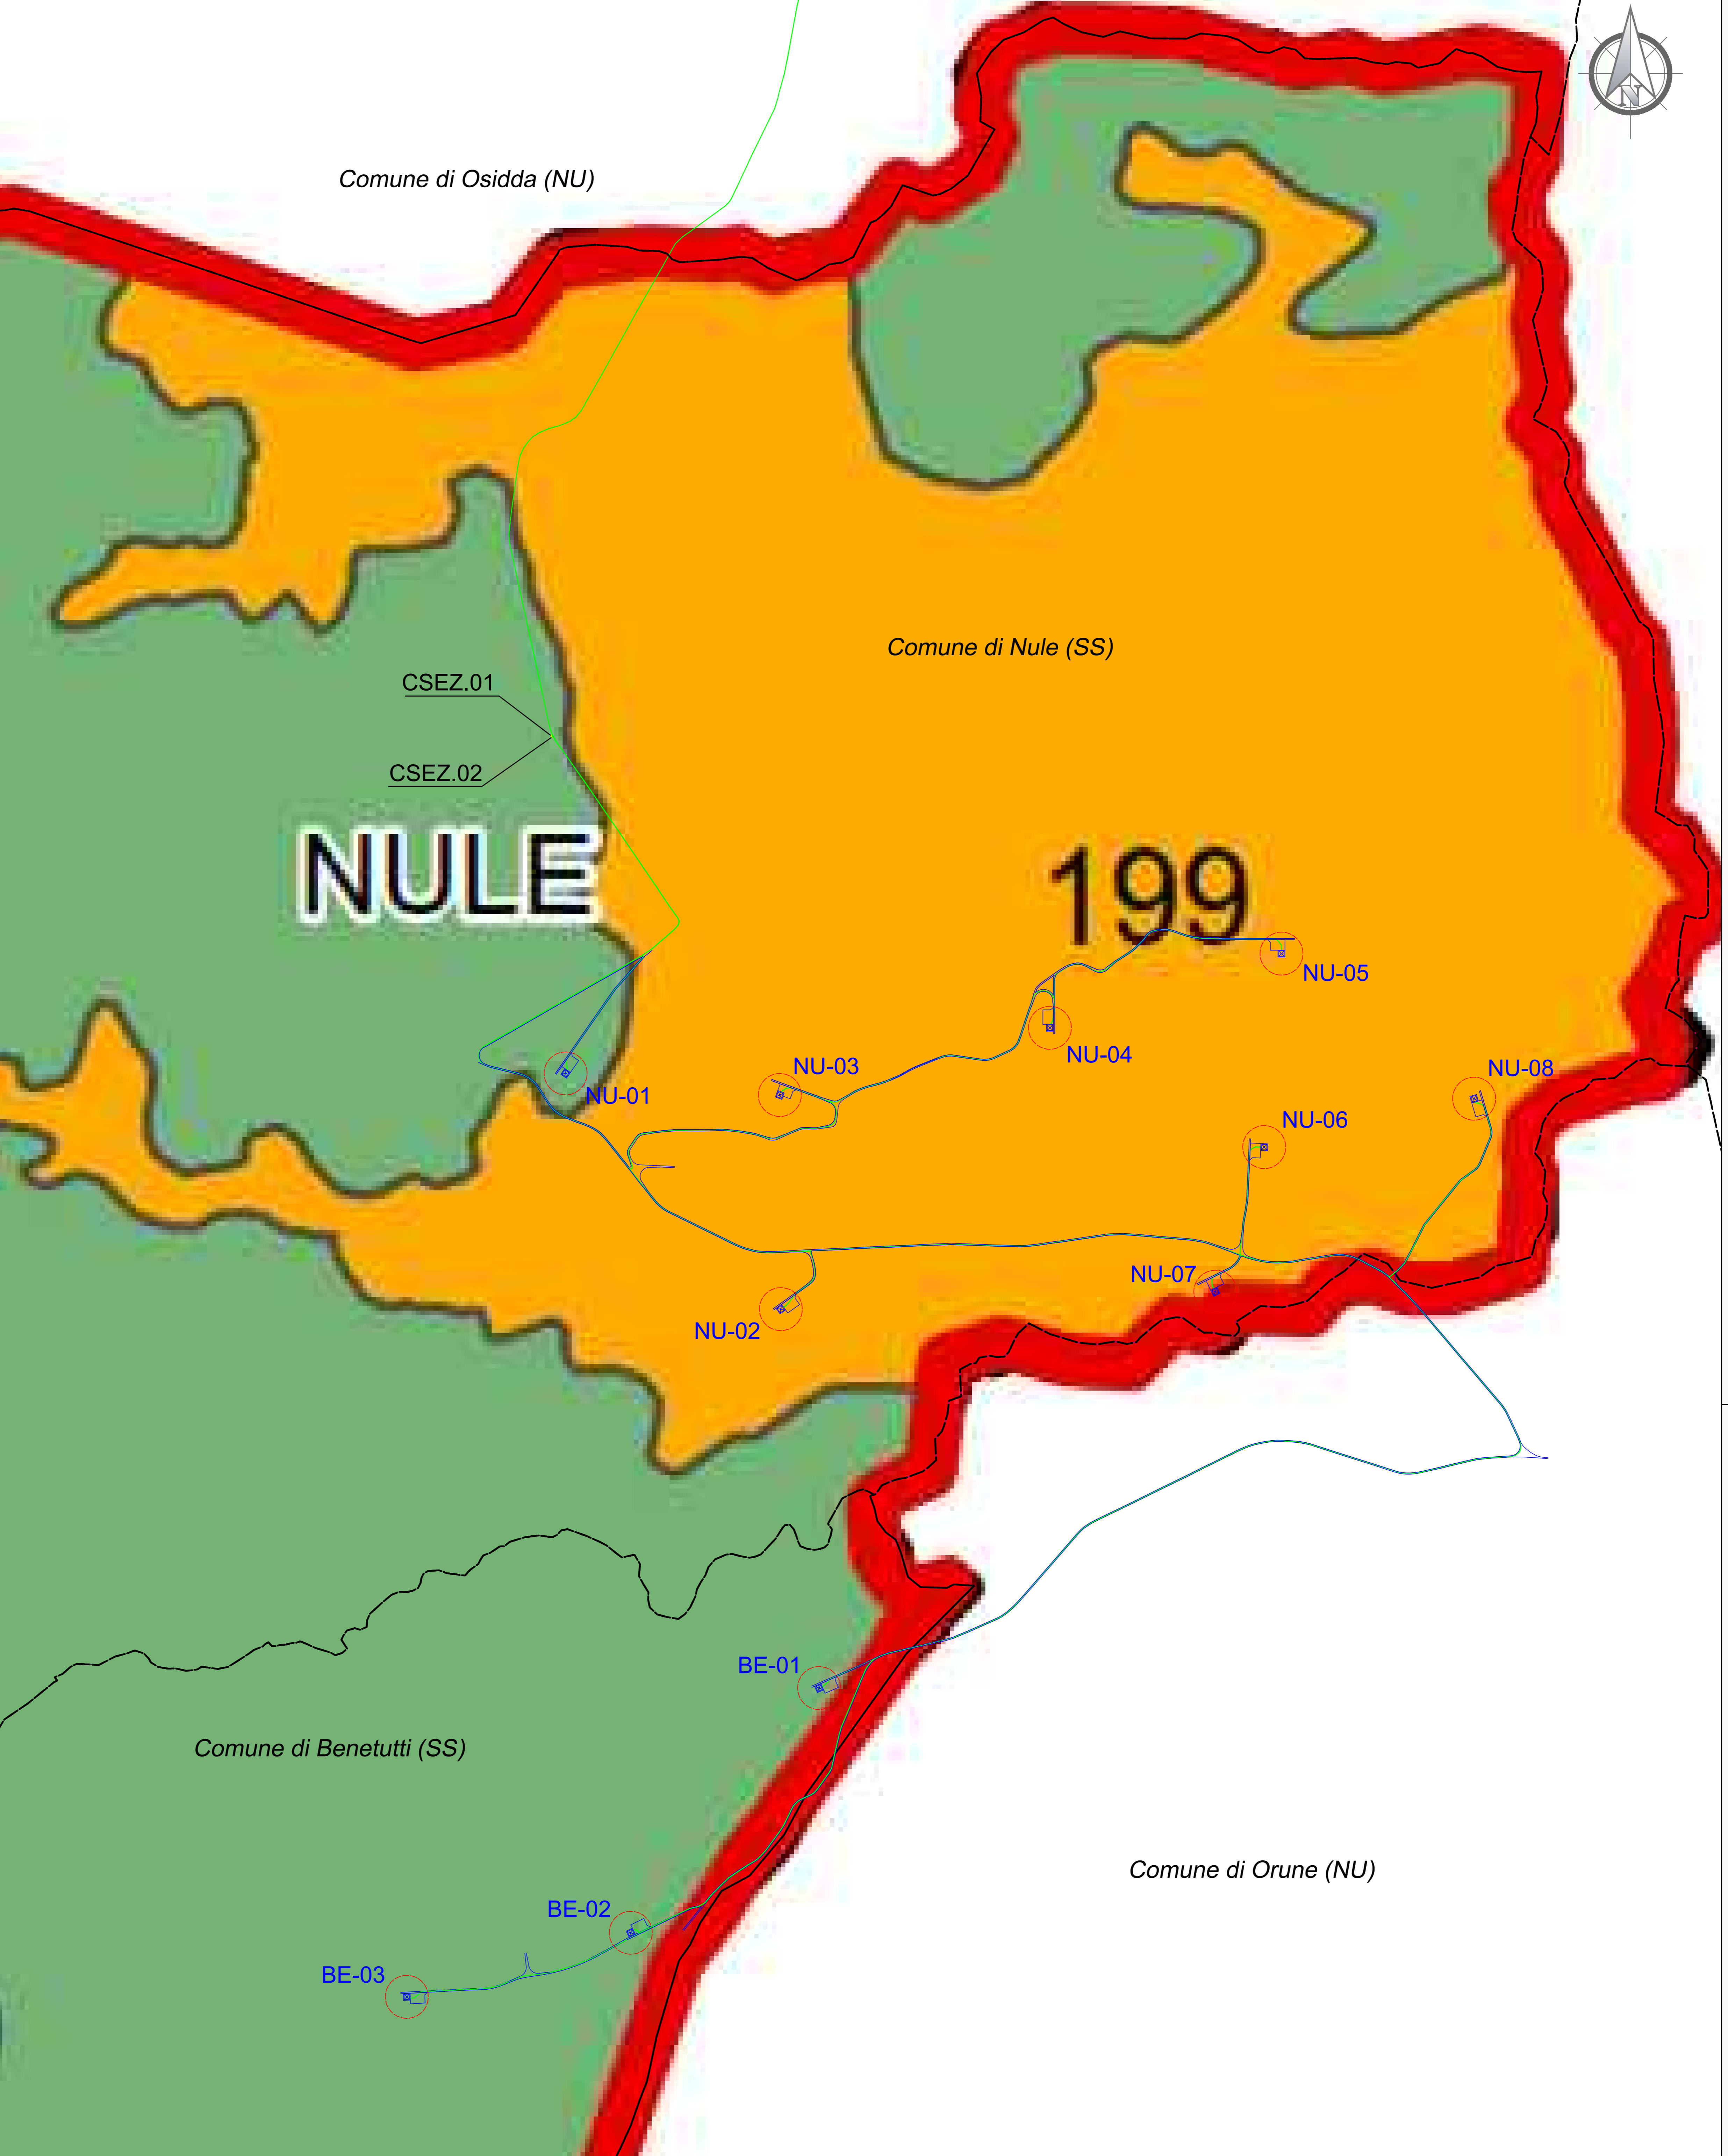 N
Comune di Osidda (NU)
Comune di Nule (SS)
CSEZ.01
CSEZ.02
NULE
199
NU-05
NU-04
NU-03
NU-08
NU-01
NU-06
NU-07
NU-02
BE-01
Comune di Benetutti (SS)
Comune di Orune (NU)
BE-02
BE-03